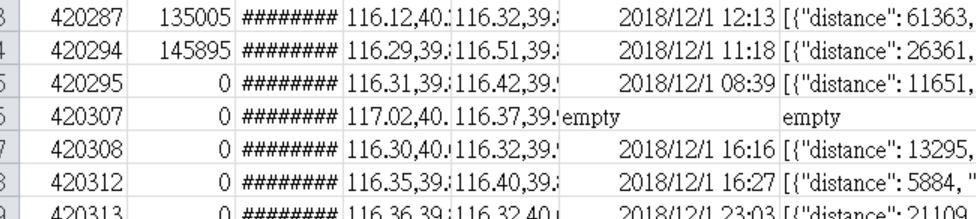 3 420287 135005 ######## 116.12,40. 116.32,39. 2018/12/1 12:13 [{"distance": 61363,
4 420294 145895 ######## 116.29,39. 116.51,39. 2018/12/1 11:18 [{"distance": 26361,
5 420295 0 ######## 116.31,39. 116.42,39. 2018/12/1 08:39 [{"distance": 11651,
6 420307 0 ######## 117.02,40. 116.37,39. empty empty
7 420308 0 ######## 116.30,40. 116.32,39. 2018/12/1 16:16 [{"distance": 13295,
8 420312 0 ######## 116.35,39. 116.40,39. 2018/12/1 16:27 [{"distance": 5884, "
9 420313 0 ######## 116.36,39. 116.32,40. 2018/12/1 23:03 [{"distance": 21109,